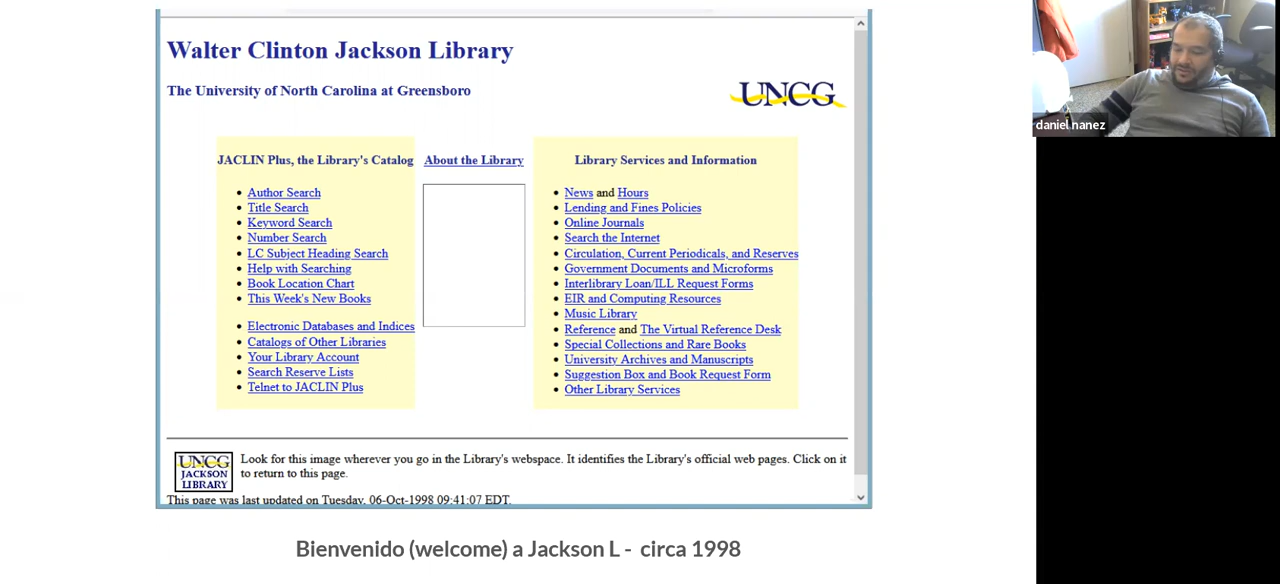 Walter Clinton Jackson Library
The University of North Carolina at Greensboro
UNCG
JACLIN Plus, the Library's Catalog
Author Search
Title Search
Keyword Search
Number Search
LC Subject Heading Search
Help with Searching
Book Location Chart
This Week's New Books
Electronic Databases and Indices
Catalogs of Other Libraries
Your Library Account
Search Reserve Lists
Telnet to JACLIN Plus
About the Library
Library Services and Information
News and Hours
Lending and Fines Policies
Online Journals
Search the Internet
Circulation, Current Periodicals, and Reserves
Government Documents and Microforms
Interlibrary Loan/ILL Request Forms
EIR and Computing Resources
Music Library
Reference and The Virtual Reference Desk
Special Collections and Rare Books
University Archives and Manuscripts
Suggestion Box and Book Request Form
Other Library Services
UNCG
JACKSON
LIBRARY
Look for this image wherever you go in the Library's webspace. It identifies the Library's official web pages. Click on it
to return to this page.
This page was last updated on Tuesday, 06-Oct-1998 09:41:07 EDT.
Bienvenido (welcome) a Jackson L - circa 1998
daniel nanez